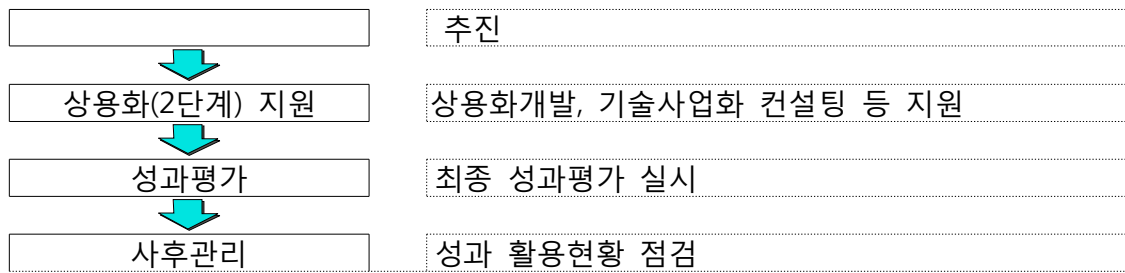 추진
상용화(2단계) 지원
상용화개발, 기술사업화 컨설팅 등 지원
성과평가
최종 성과평가 실시
사후관리
성과 활용현황 점검